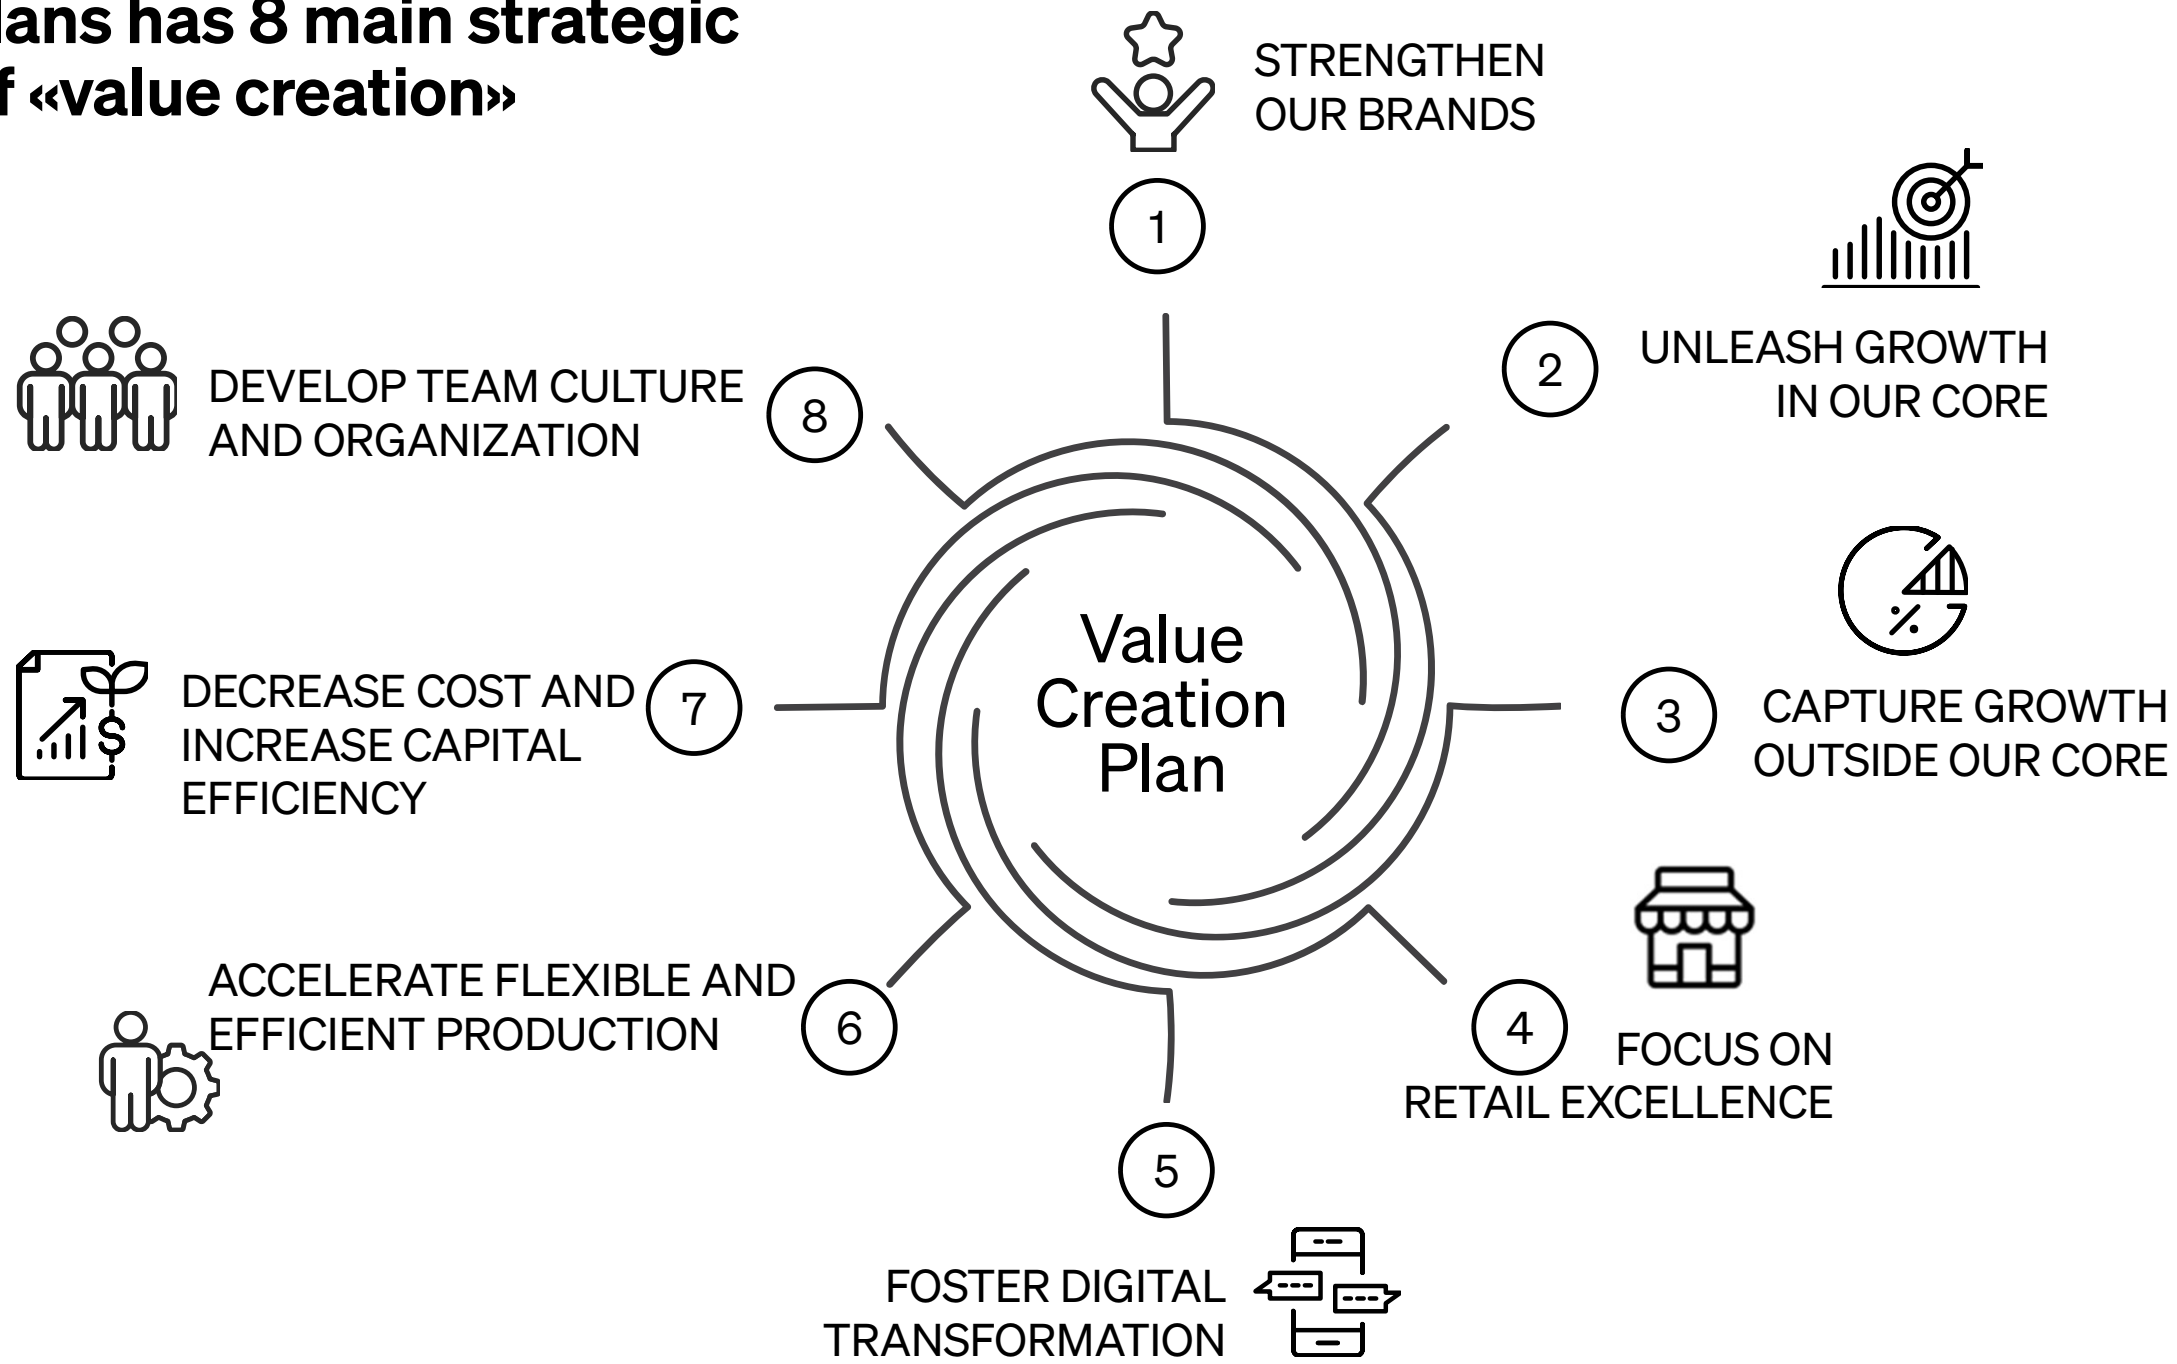 lans has 8 main strategic
f «value creation»
STRENGTHEN
OUR BRANDS
1
2
UNLEASH GROWTH
IN OUR CORE
3
CAPTURE GROWTH
OUTSIDE OUR CORE
4
FOCUS ON
RETAIL EXCELLENCE
5
FOSTER DIGITAL
TRANSFORMATION
6
ACCELERATE FLEXIBLE AND
EFFICIENT PRODUCTION
7
DECREASE COST AND
INCREASE CAPITAL
EFFICIENCY
8
DEVELOP TEAM CULTURE
AND ORGANIZATION
Value
Creation
Plan